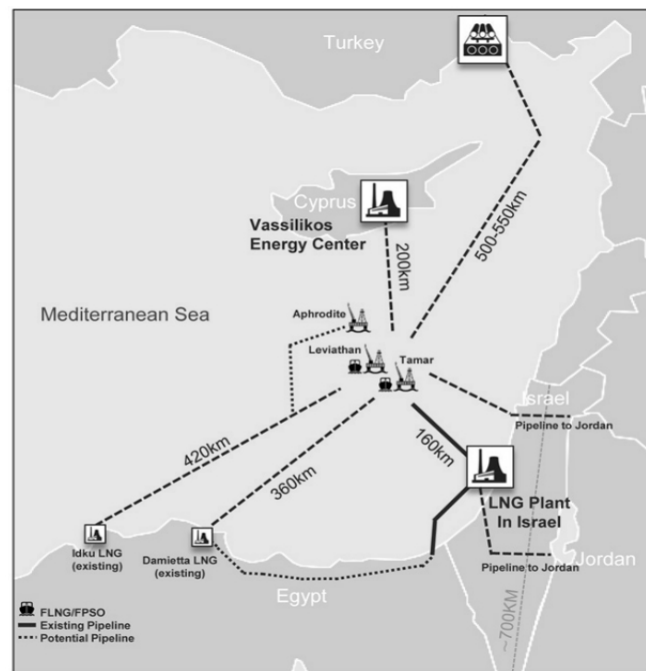 Turkey
Cyprus
Vassilikos
Energy Center
200km
500-550km
Mediterranean Sea
Aphrodite
Leviathan
Tamar
Israel
Pipeline to Jordan
420km
360km
160km
LNG Plant
In Israel
Idku LNG
(existing)
Damietta LNG
(existing)
Jordan
Pipeline to Jordan
Egypt
~700KM
FLNG/FPSO
Existing Pipeline
Potential Pipeline